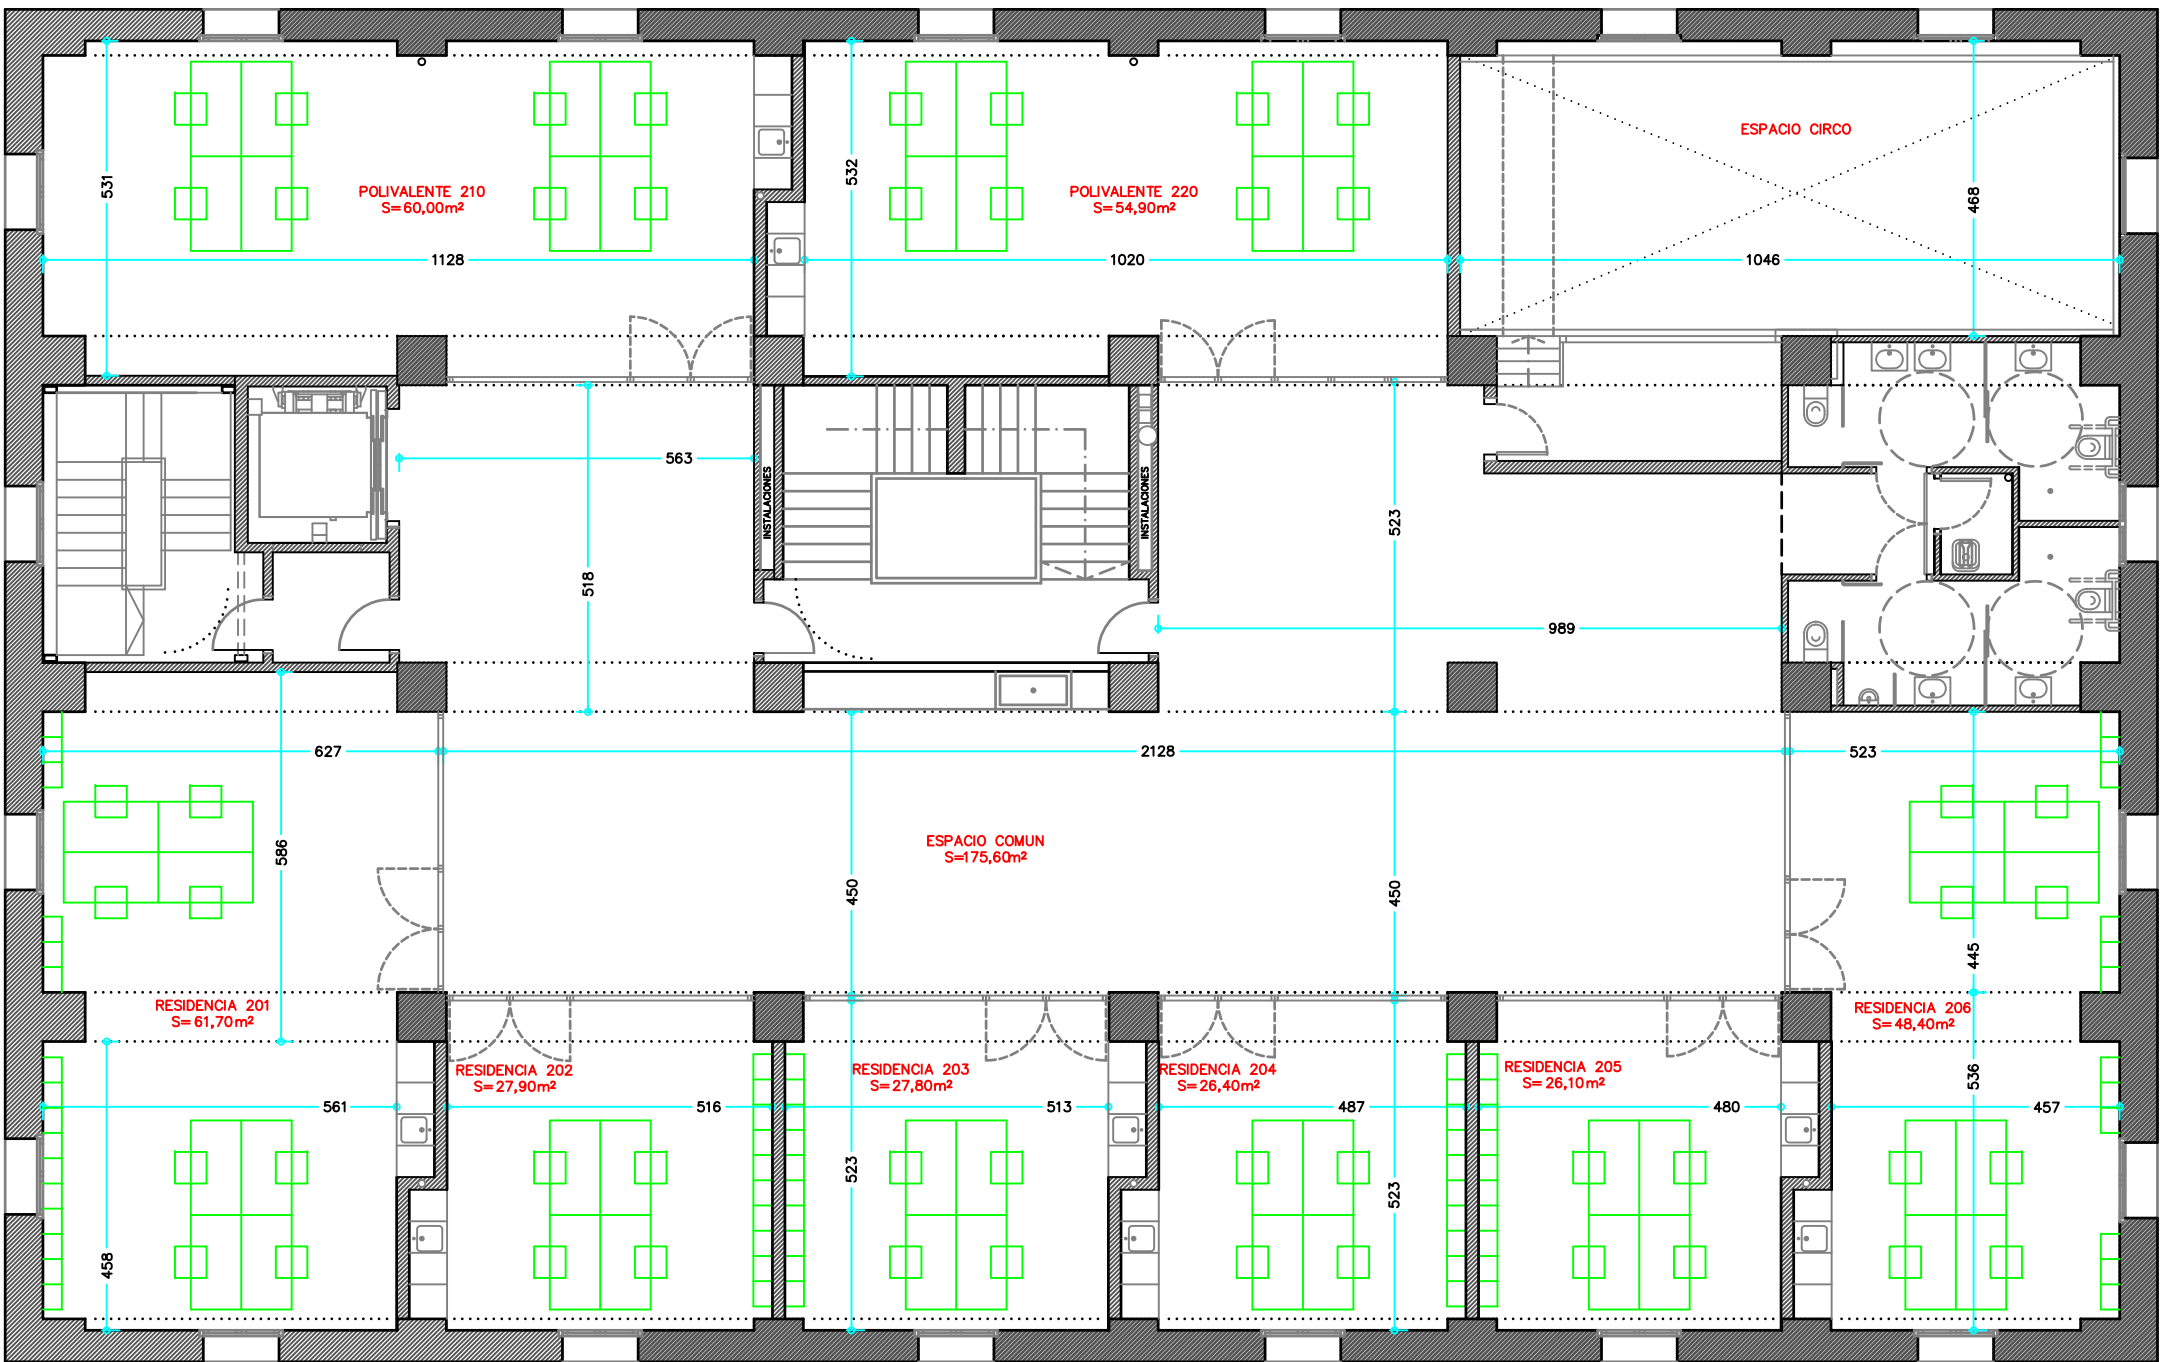 ESPACIO CIRCO
531
POLIVALENTE 210
S=60,00m²
532
POLIVALENTE 220
S=54,90m²
468
1128
1020
1046
563
INSTALACIONES
INSTALACIONES
523
518
989
627
2128
523
586
ESPACIO COMUN
S=175,60m²
450
450
445
RESIDENCIA 201
S=61,70m²
RESIDENCIA 206
S=48,40m²
RESIDENCIA 202
S=27,90m²
RESIDENCIA 203
S=27,80m²
RESIDENCIA 204
S=26,40m²
RESIDENCIA 205
S=26,10m²
536
561
516
513
487
480
457
458
523
523